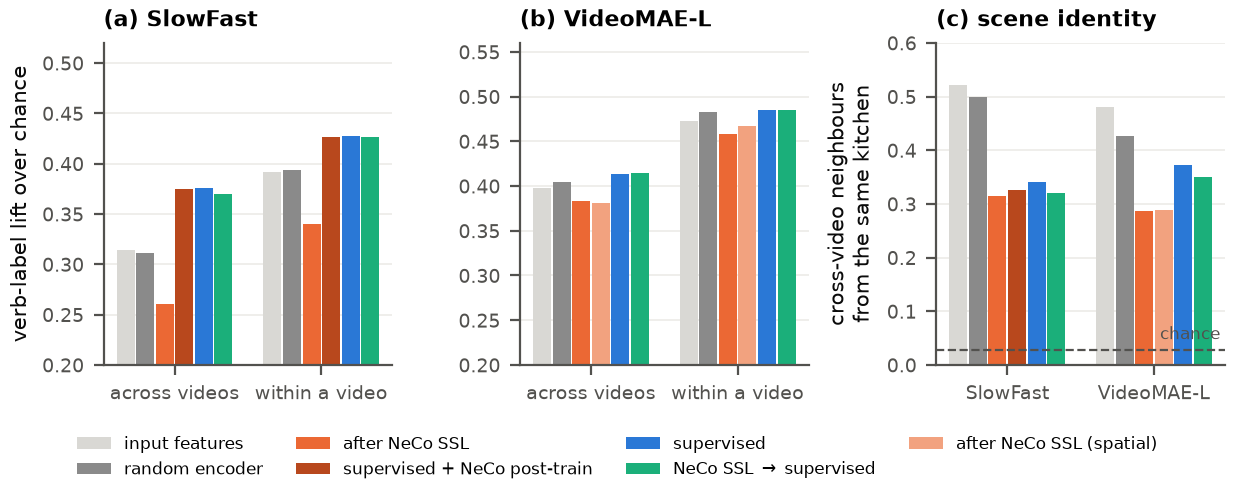 (a) SlowFast
verb-label lift over chance
0.50
0.45
0.40
0.35
0.30
0.25
0.20
across videos
within a video
(b) VideoMAE-L
0.55
0.50
0.45
0.40
0.35
0.30
0.25
0.20
across videos
within a video
(c) scene identity
cross-video neighbours
from the same kitchen
0.6
0.5
0.4
0.3
0.2
0.1
0.0
chance
SlowFast
VideoMAE-L
input features
random encoder
after NeCo SSL
supervised + NeCo post-train
supervised
NeCo SSL → supervised
after NeCo SSL (spatial)